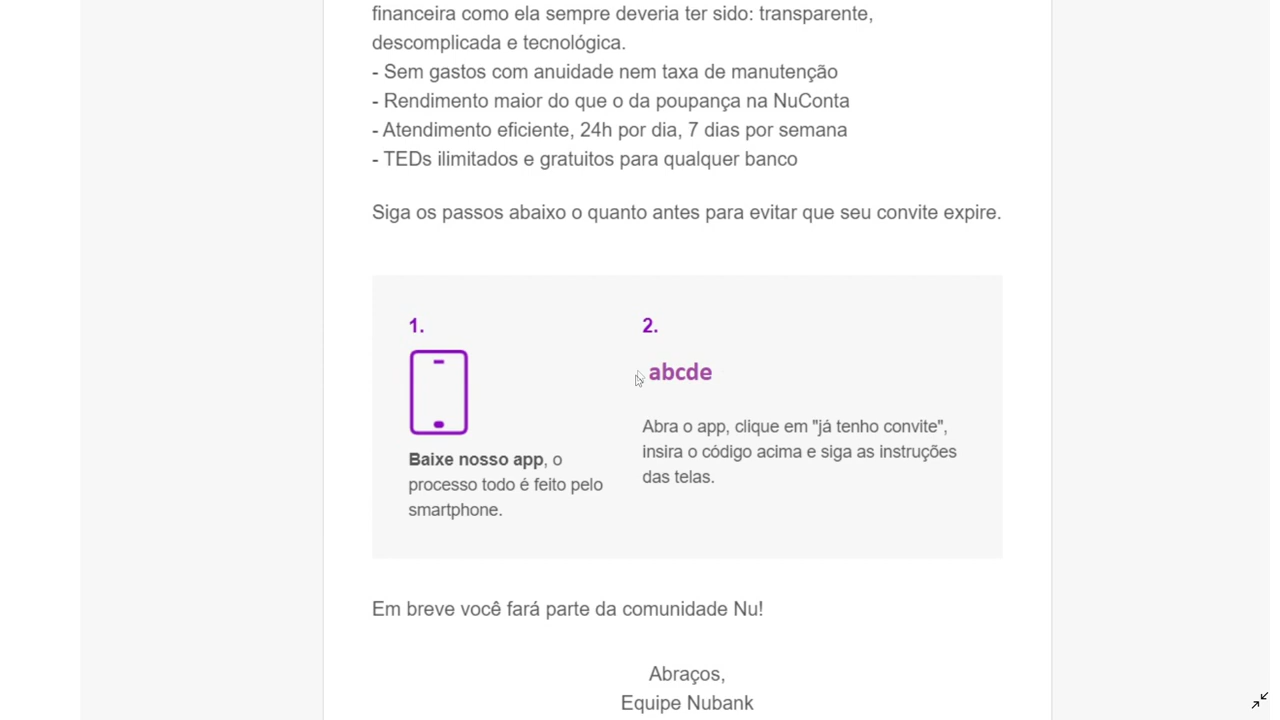 financeira como ela sempre deveria ter sido: transparente,
descomplicada e tecnológica.
- Sem gastos com anuidade nem taxa de manutenção
- Rendimento maior do que o da poupança na NuConta
- Atendimento eficiente, 24h por dia, 7 dias por semana
- TEDs ilimitados e gratuitos para qualquer banco
Siga os passos abaixo o quanto antes para evitar que seu convite expire.
1.
Baixe nosso app, o
processo todo é feito pelo
smartphone.
2.
abcde
Abra o app, clique em "já tenho convite",
insira o código acima e siga as instruções
das telas.
Em breve você fará parte da comunidade Nu!
Abraços,
Equipe Nubank